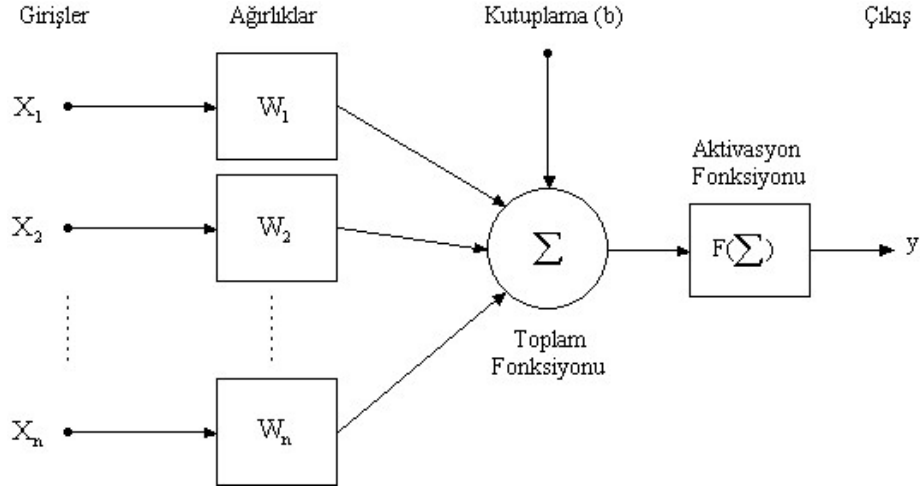 Girişler
Ağırlıklar
Kutuplama (b)
Çıkış
X₁
W₁
Aktivasyon
Fonksiyonu
X₂
W₂
Σ
F(Σ)
y
Toplam
Fonksiyonu
Xₙ
Wₙ